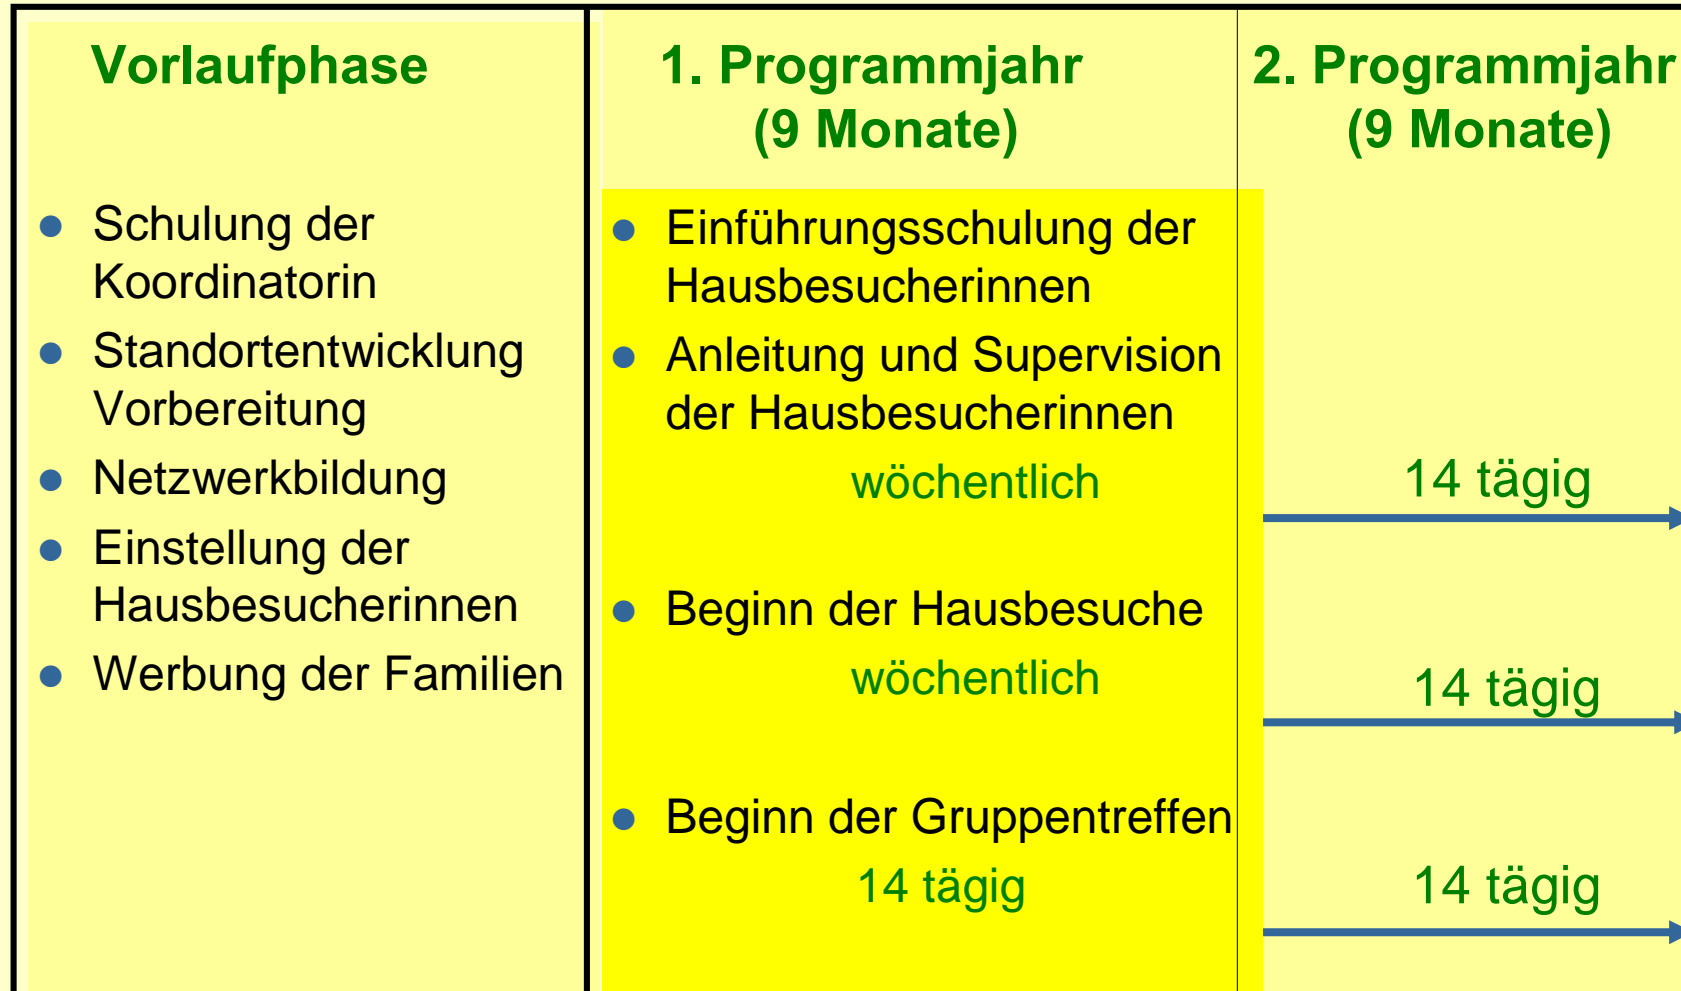 Vorlaufphase
Schulung der
Koordinatorin
Standortentwicklung
Vorbereitung
Netzwerkbildung
Einstellung der
Hausbesucherinnen
Werbung der Familien
1. Programmjahr
(9 Monate)
Einführungsschulung der
Hausbesucherinnen
Anleitung und Supervision
der Hausbesucherinnen
wöchentlich
Beginn der Hausbesuche
wöchentlich
Beginn der Gruppentreffen
14 tägig
2. Programmjahr
(9 Monate)
14 tägig
14 tägig
14 tägig